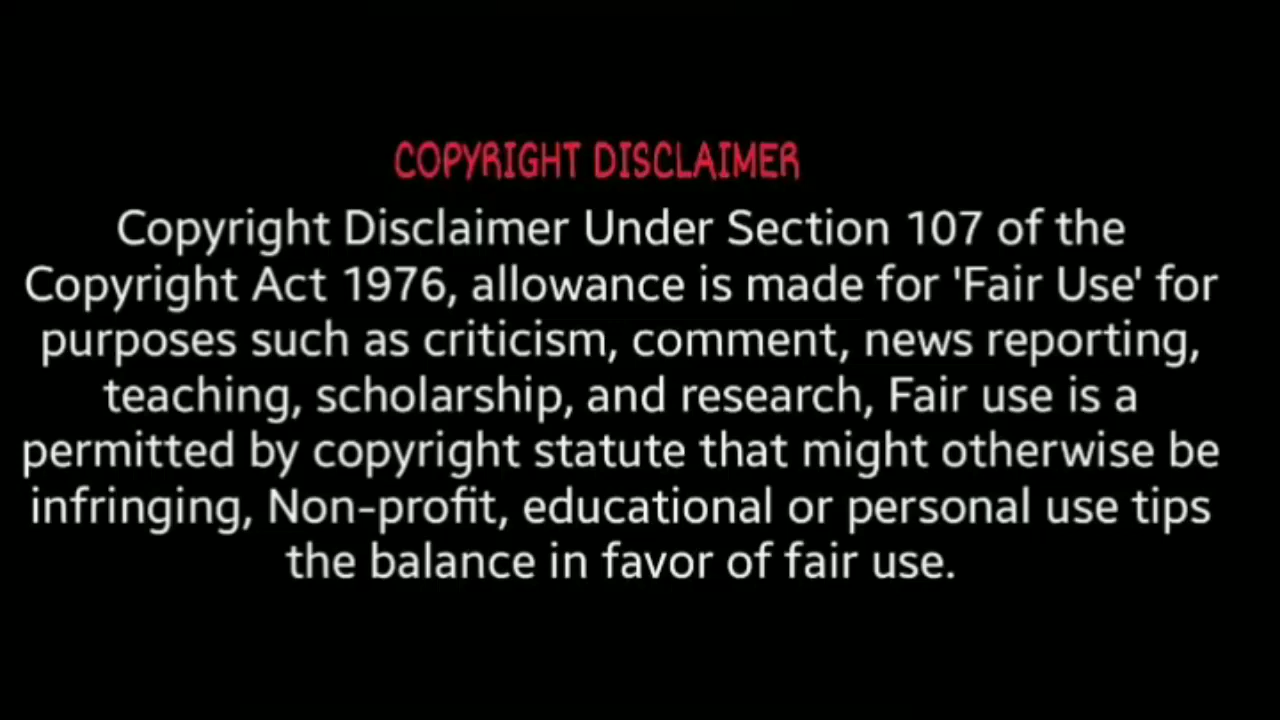 COPYRIGHT DISCLAIMER
Copyright Disclaimer Under Section 107 of the
Copyright Act 1976, allowance is made for 'Fair Use' for
purposes such as criticism, comment, news reporting,
teaching, scholarship, and research, Fair use is a
permitted by copyright statute that might otherwise be
infringing, Non-profit, educational or personal use tips
the balance in favor of fair use.